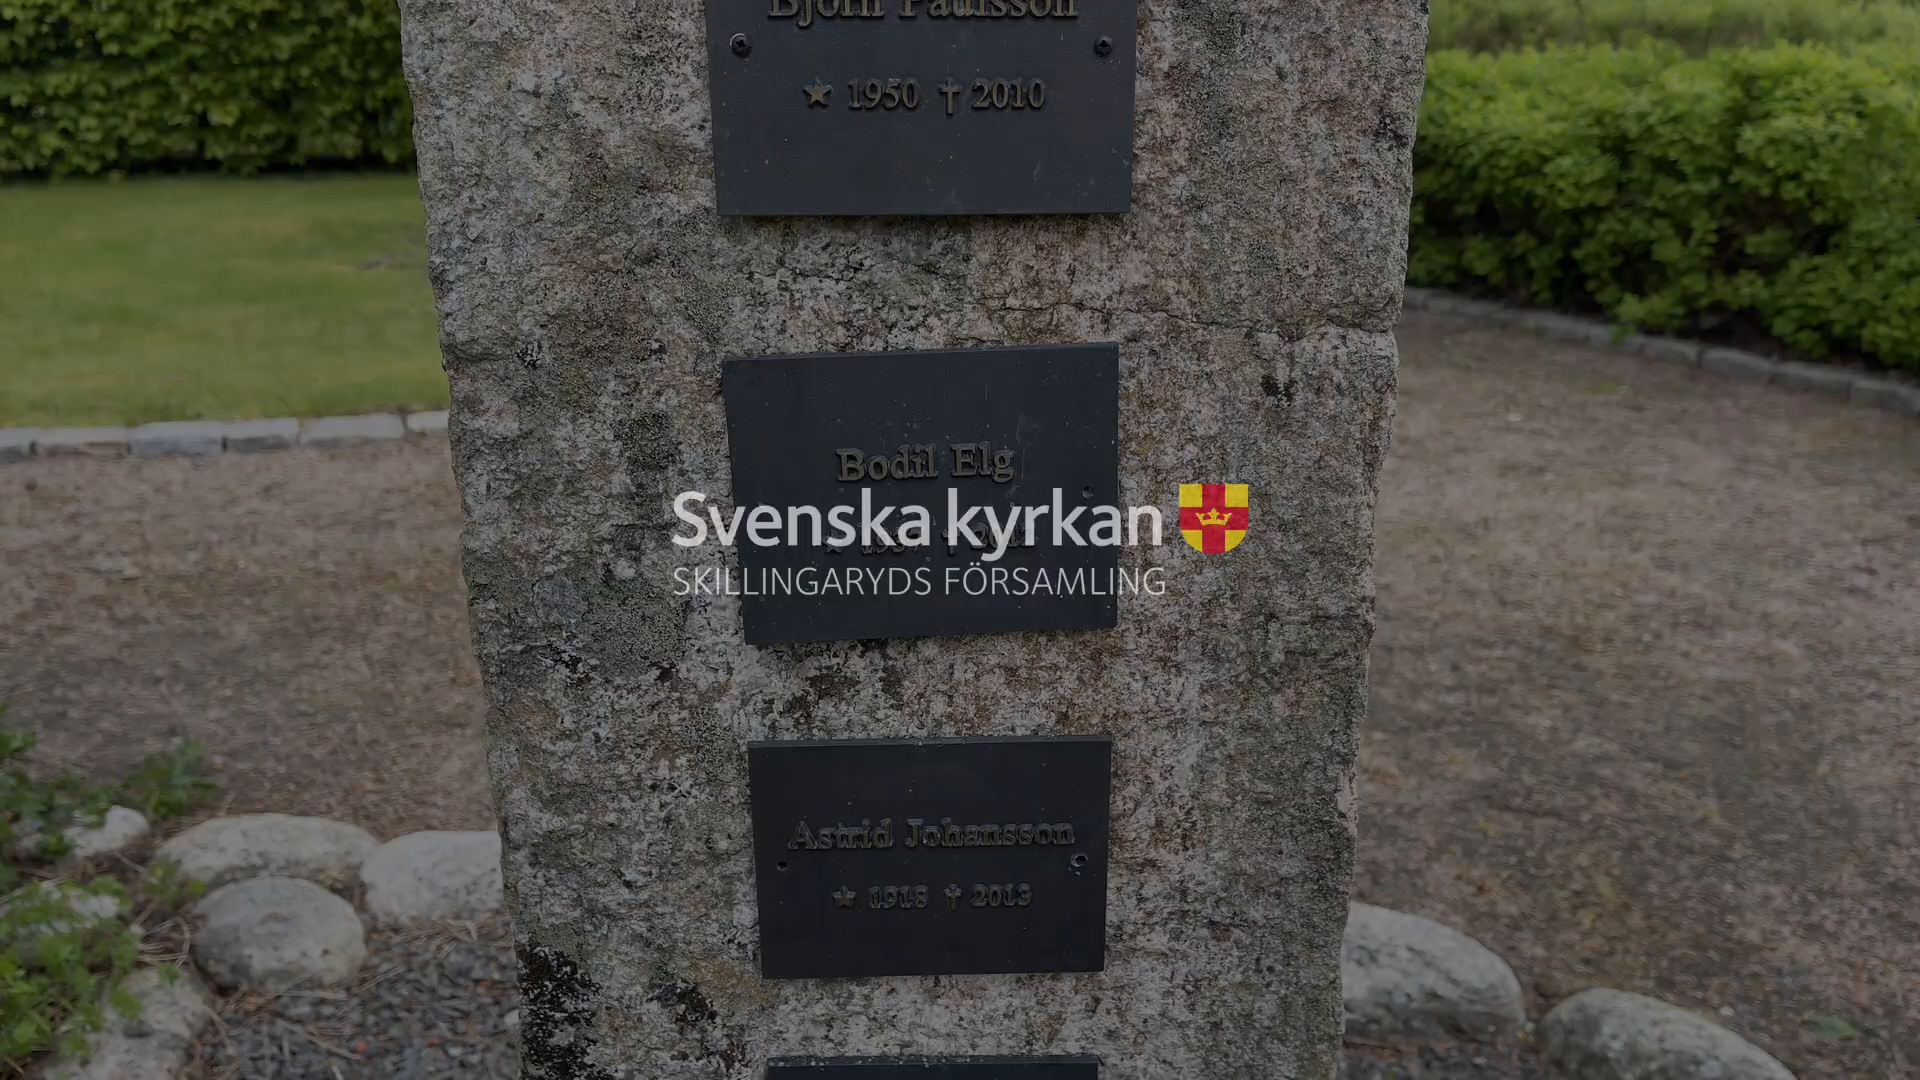 Björn Paulsson
★ 1950 ✝ 2010
Bodil Elg
Svenska kyrkan
SKILLINGARYDS FÖRSAMLING
Astrid Johansson
★ 1918 ✝ 2013